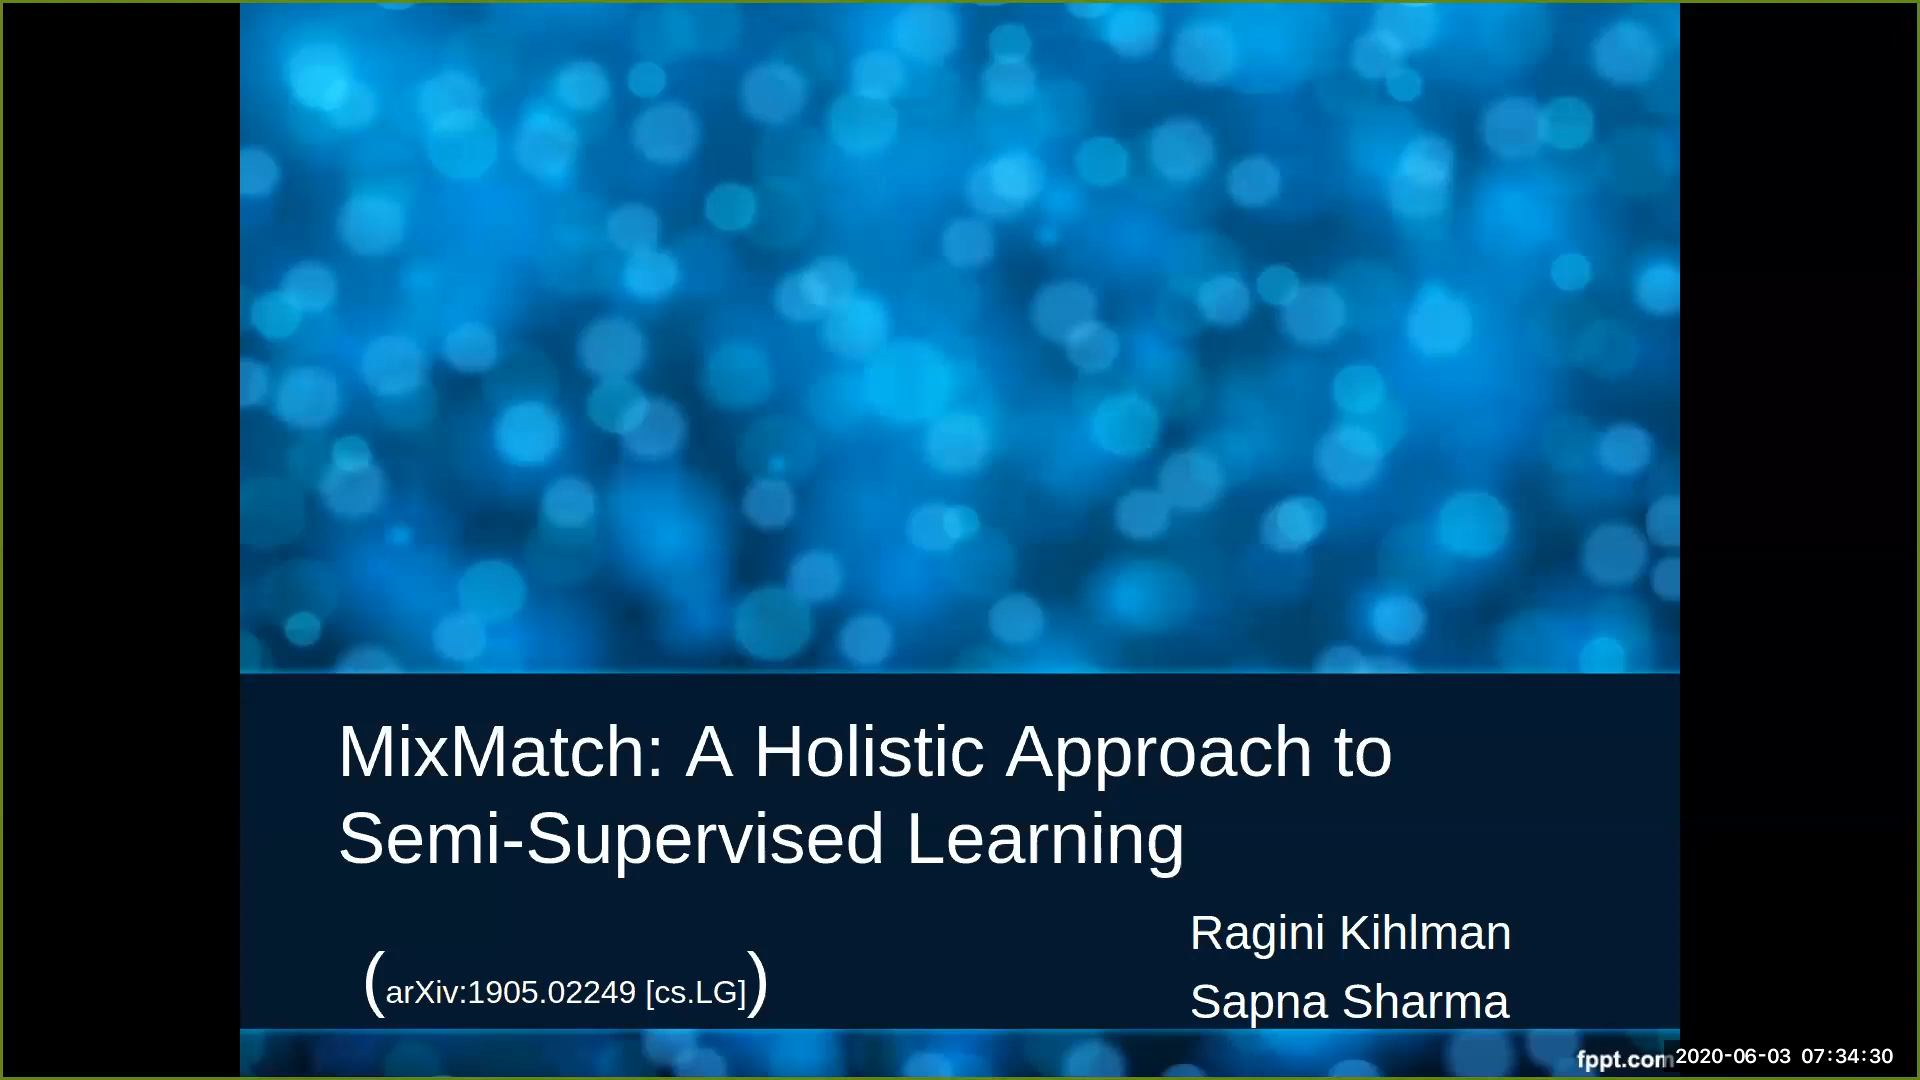 MixMatch: A Holistic Approach to
Semi-Supervised Learning
(arXiv:1905.02249 [cs.LG])
Ragini Kihlman
Sapna Sharma
fppt.com
2020-06-03 07:34:30